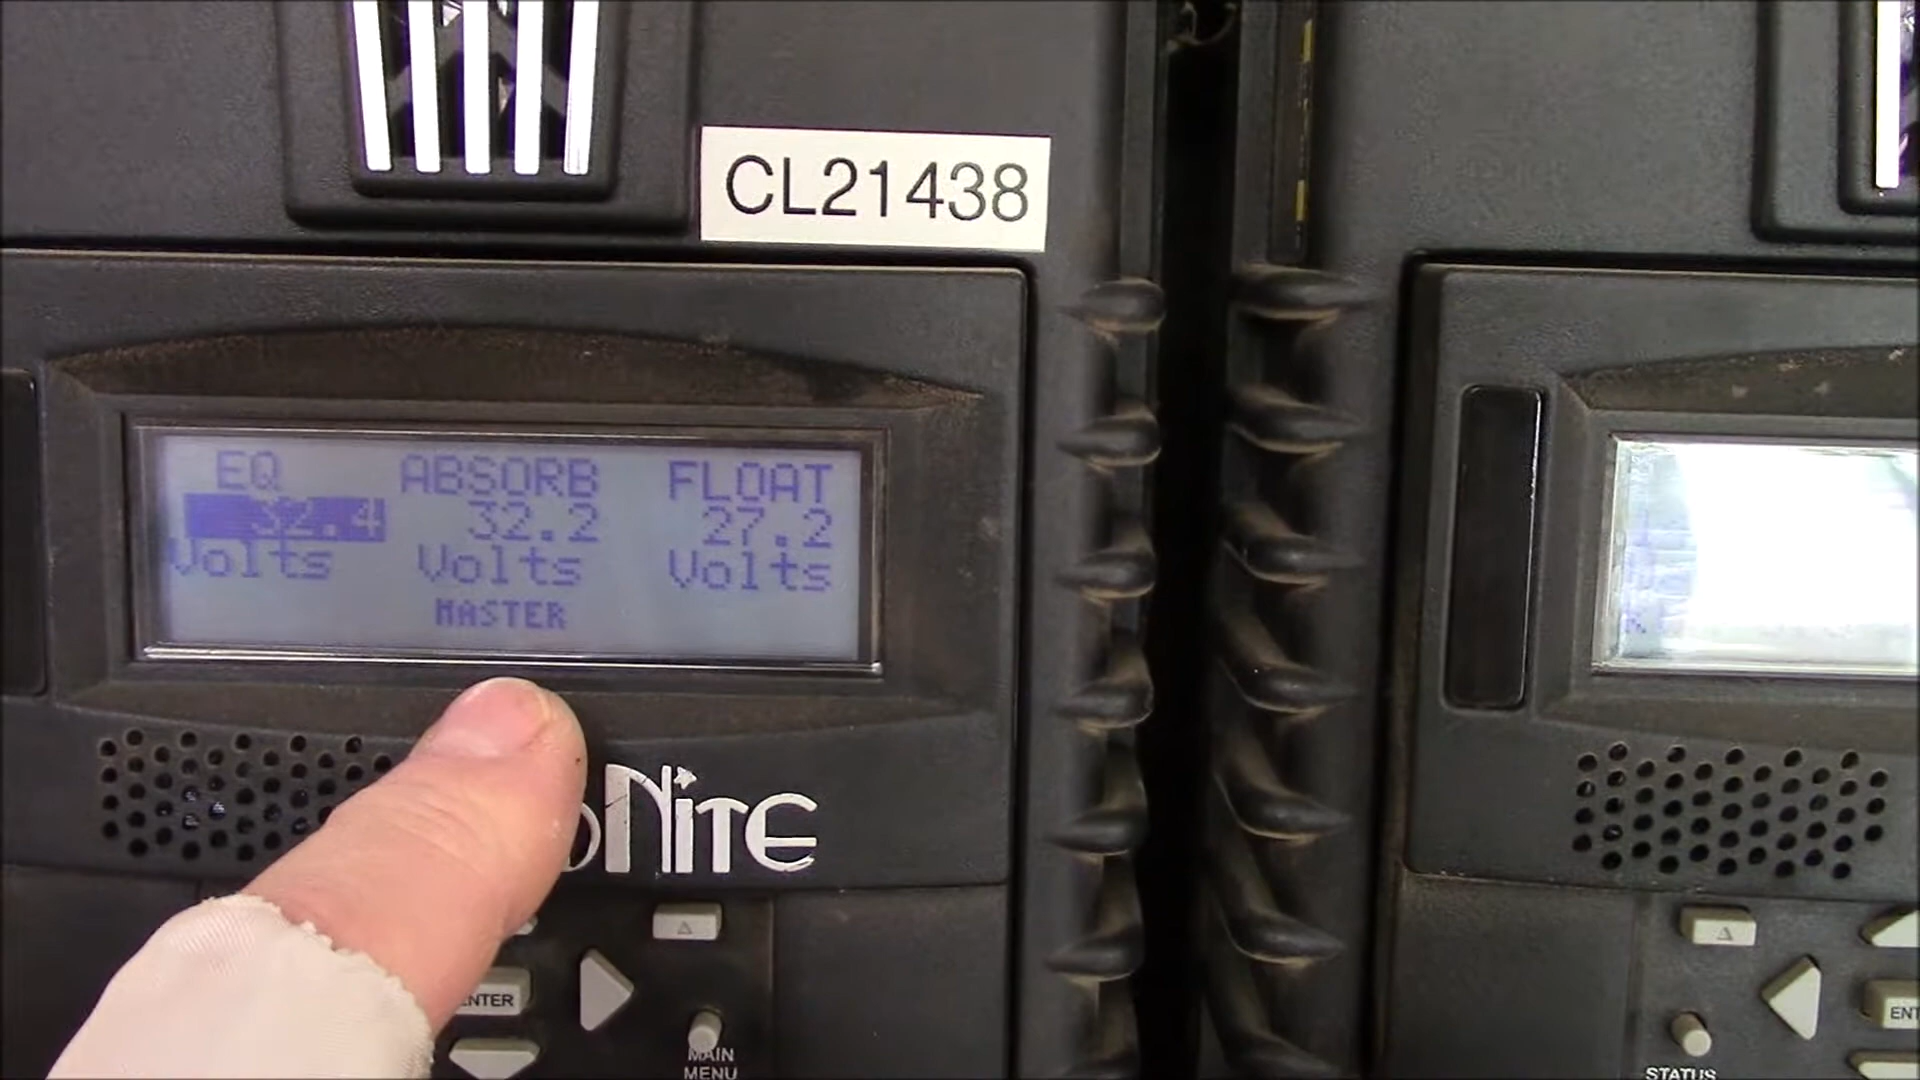 CL21438
EQ ABSORB FLOAT
32.4 32.2 27.2
Volts Volts Volts
MASTER
NITE
ENTER
MAIN
MENU
STATUS